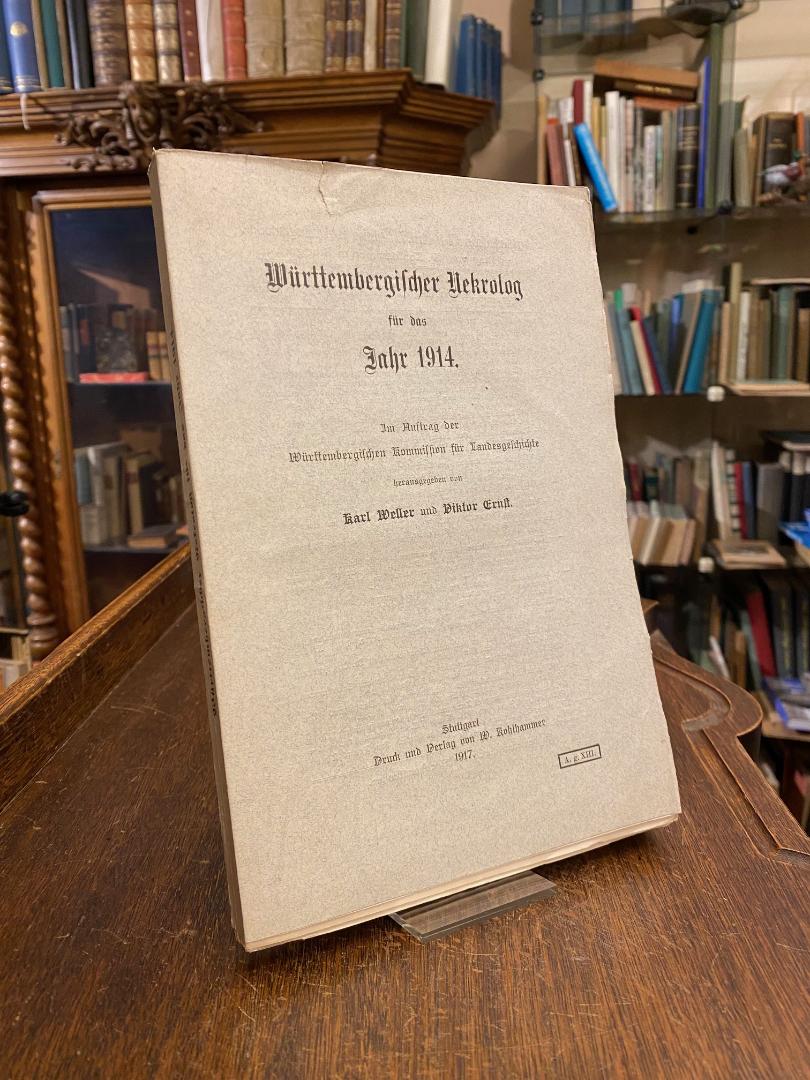 Württembergischer Nekrolog
für das
Jahr 1914.
Im Auftrag der
Württembergischen Kommission für Landesgeschichte
herausgegeben von
Karl Weller und Viktor Ernst.
Stuttgart
Druck und Verlag von W. Kohlhammer
1917.
A. g. XIII.